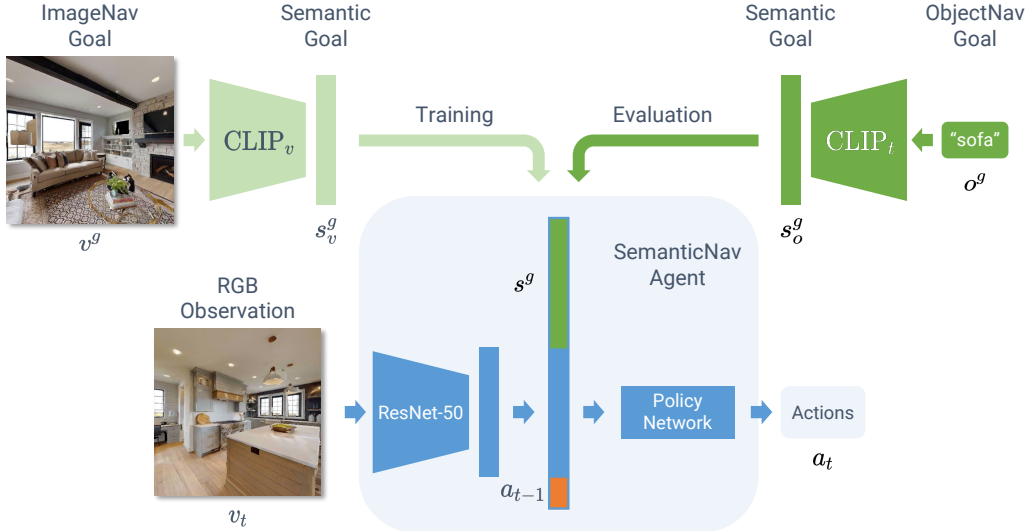 ImageNav
Goal
Semantic
Goal
Semantic
Goal
ObjectNav
Goal
CLIP_v
Training
Evaluation
CLIP_t
“sofa”
v^g
s_v^g
s_o^g
o^g
RGB
Observation
s^g
SemanticNav
Agent
ResNet-50
Policy
Network
Actions
a_{t-1}
v_t
a_t